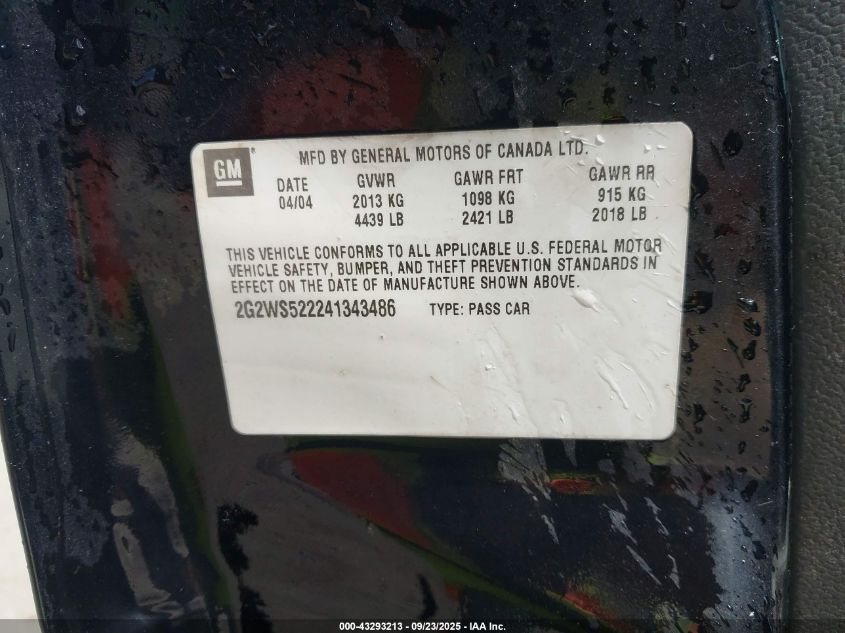 GM®
MFD BY GENERAL MOTORS OF CANADA LTD.
DATE GVWR GAWR FRT GAWR RR
04/04 2013 KG 1098 KG 915 KG
4439 LB 2421 LB 2018 LB
THIS VEHICLE CONFORMS TO ALL APPLICABLE U.S. FEDERAL MOTOR
VEHICLE SAFETY, BUMPER, AND THEFT PREVENTION STANDARDS IN
EFFECT ON THE DATE OF MANUFACTURE SHOWN ABOVE.
2G2WS522241343486 TYPE: PASS CAR
000-43293213 - 09/23/2025 - IAA Inc.